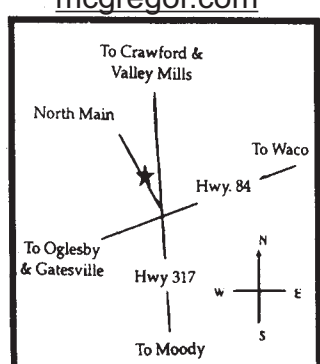 mcgregor.com
To Crawford &
Valley Mills
North Main
To Waco
Hwy. 84
To Oglesby
& Gatesville
Hwy 317
N
W E
S
To Moody